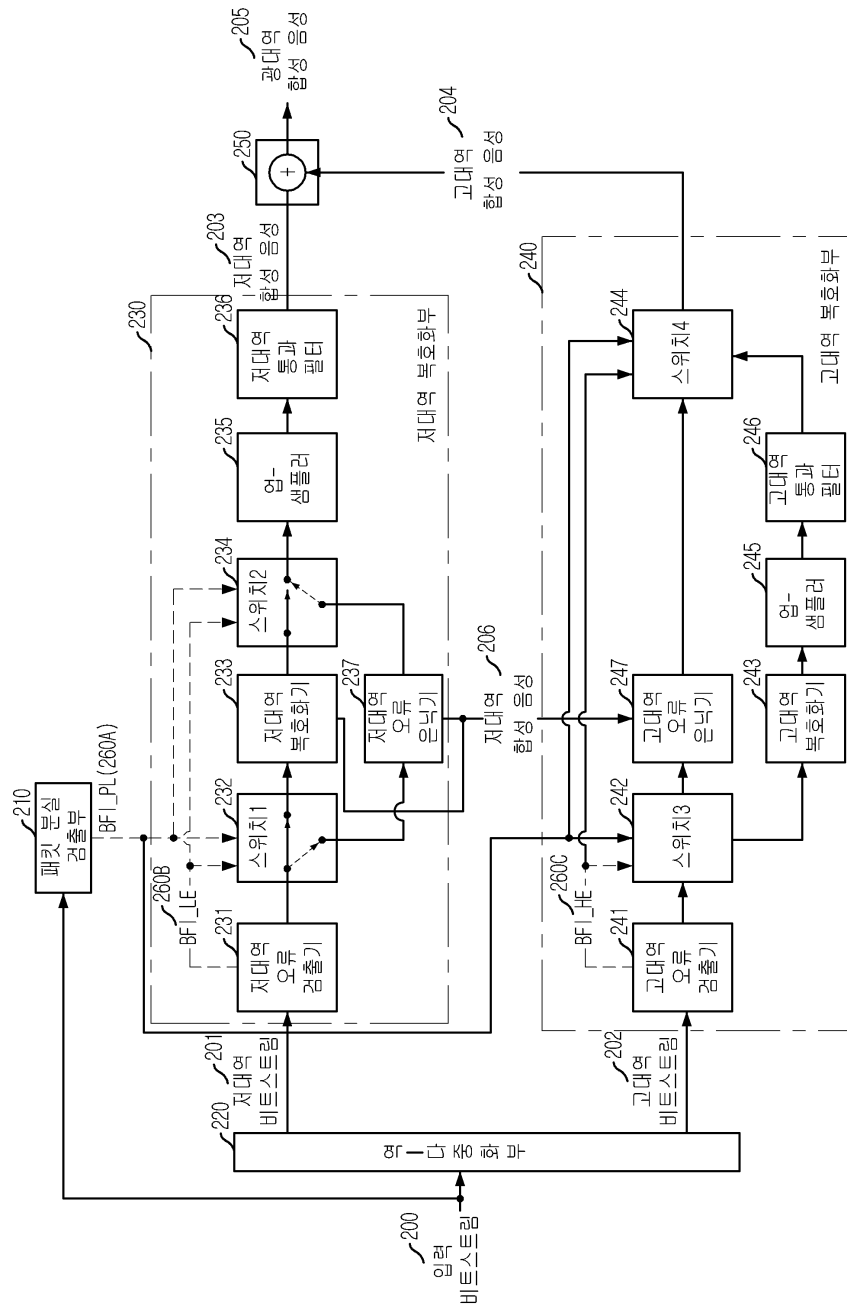 200
입력
비트스트림
210
패킷 분실
검출부
BFI_PL(260A)
220
역-다중화부
201
저대역
비트스트림
202
고대역
비트스트림
230
저대역 복호화부
260B
BFI_LE
231
저대역
오류
검출기
232
스위치1
233
저대역
복호화기
234
스위치2
235
업-
샘플러
236
저대역
통과
필터
237
저대역
오류
은닉기
203
저대역
합성 음성
250
+
205
광대역
합성 음성
204
고대역
합성 음성
206
저대역
합성 음성
240
고대역 복호화부
260C
BFI_HE
241
고대역
오류
검출기
242
스위치3
247
고대역
오류
은닉기
243
고대역
복호화기
245
업-
샘플러
246
고대역
통과
필터
244
스위치4